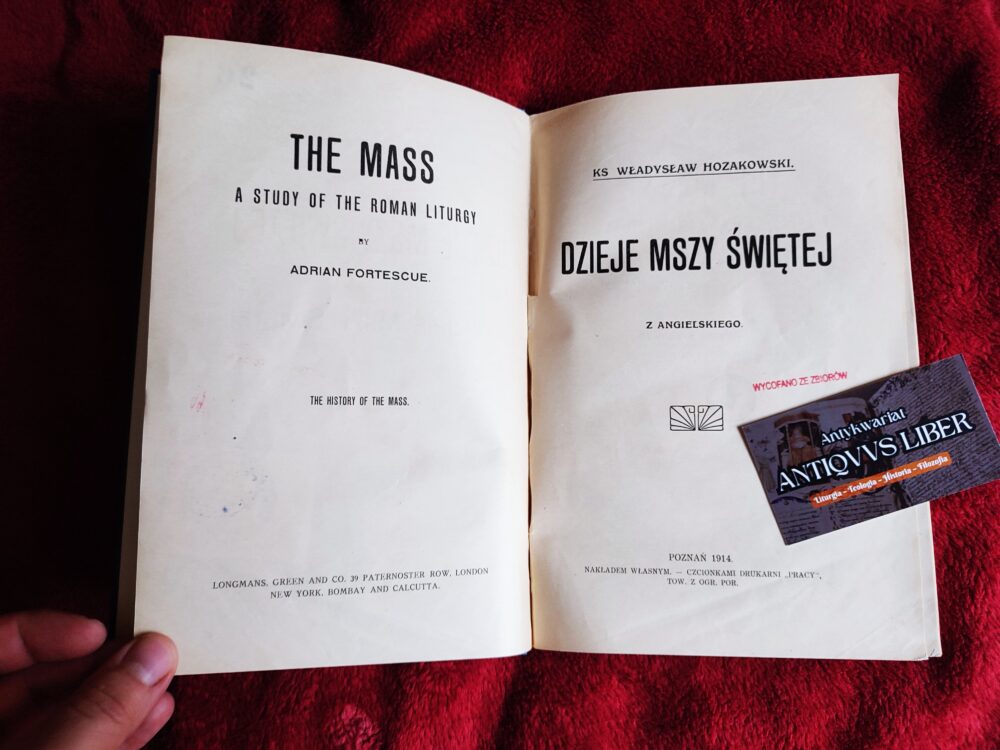 THE MASS
A STUDY OF THE ROMAN LITURGY
BY
ADRIAN FORTESCUE.
THE HISTORY OF THE MASS.
LONGMANS, GREEN AND CO. 39 PATERNOSTER ROW, LONDON
NEW YORK, BOMBAY AND CALCUTTA.
KS WŁADYSŁAW HOZAKOWSKI.
DZIEJE MSZY ŚWIĘTEJ
Z ANGIELSKIEGO.
WYCOFANO ZE ZBIORÓW
Antykwariat
ANTIQVVS LIBER
Liturgia - Teologia - Historia - Filozofia
POZNAŃ 1914.
NAKŁADEM WŁASNYM. — CZCIONKAMI DRUKARNI „PRACY”,
TOW. Z OGR. POR.